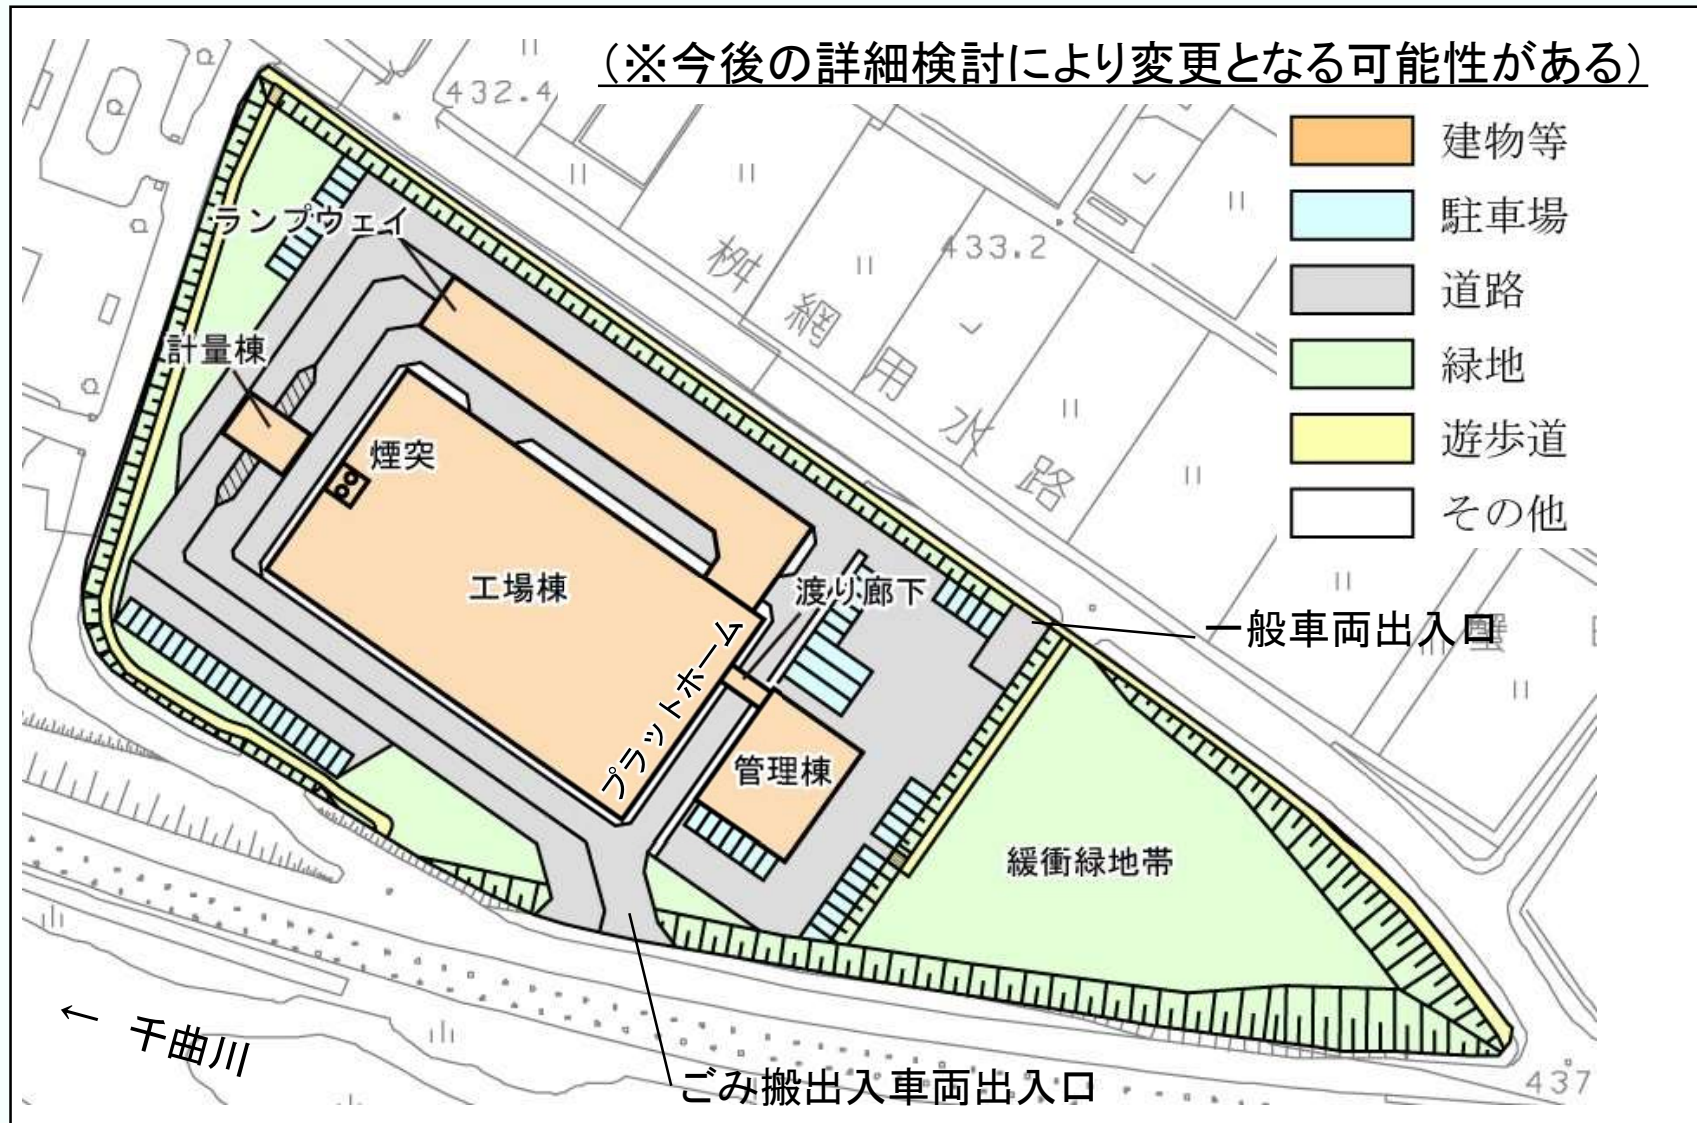 (※今後の詳細検討により変更となる可能性がある)
432.4
建物等
駐車場
道路
緑地
遊歩道
その他
ランプウェイ
433.2
桝網用水路
計量棟
煙突
工場棟
渡り廊下
一般車両出入口
蟹
プラットホーム
管理棟
緩衝緑地帯
← 千曲川
ごみ搬出入車両出入口
437